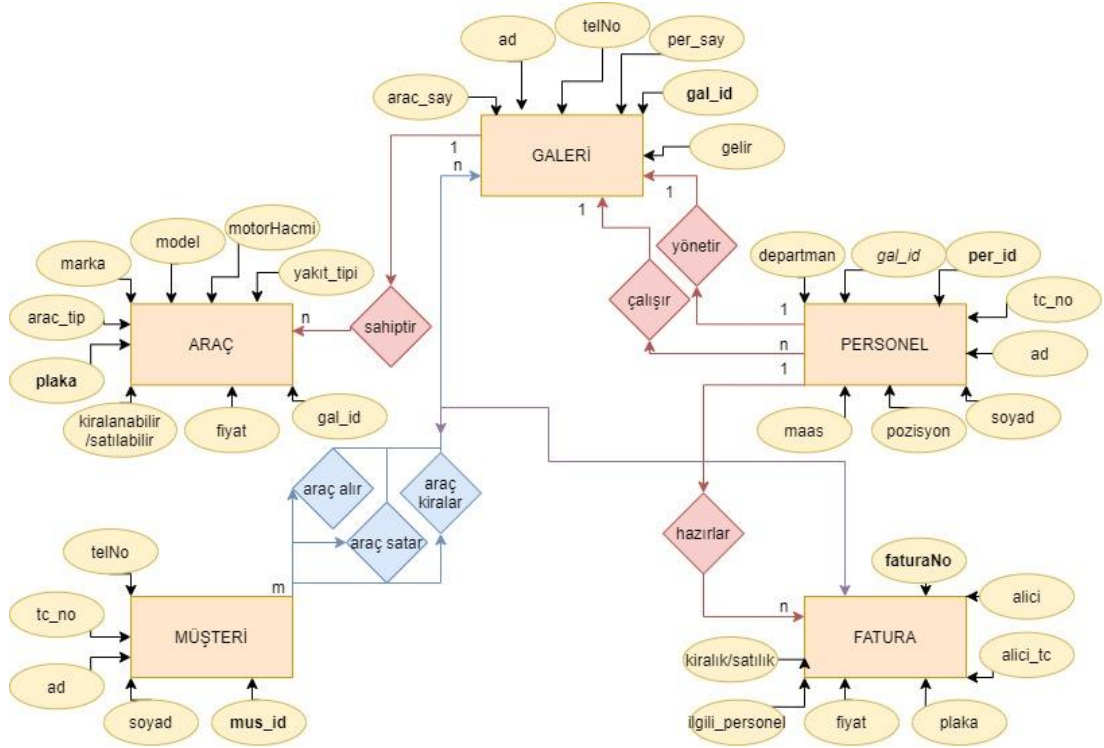 telNo
ad
per_say
arac_say
gal_id
1
n
GALERİ
gelir
1
1
motorHacmi
model
marka
yakıt_tipi
yönetir
departman
gal_id
per_id
çalışır
tc_no
arac_tip
n
sahiptir
1
ARAÇ
PERSONEL
n
ad
plaka
1
kiralanabilir
/satılabilir
fiyat
gal_id
maas
pozisyon
soyad
araç alır
araç
kiralar
araç satar
hazırlar
telNo
faturaNo
m
alici
tc_no
n
MÜŞTERİ
FATURA
kiralık/satılık
alici_tc
ad
soyad
mus_id
ilgili_personel
fiyat
plaka